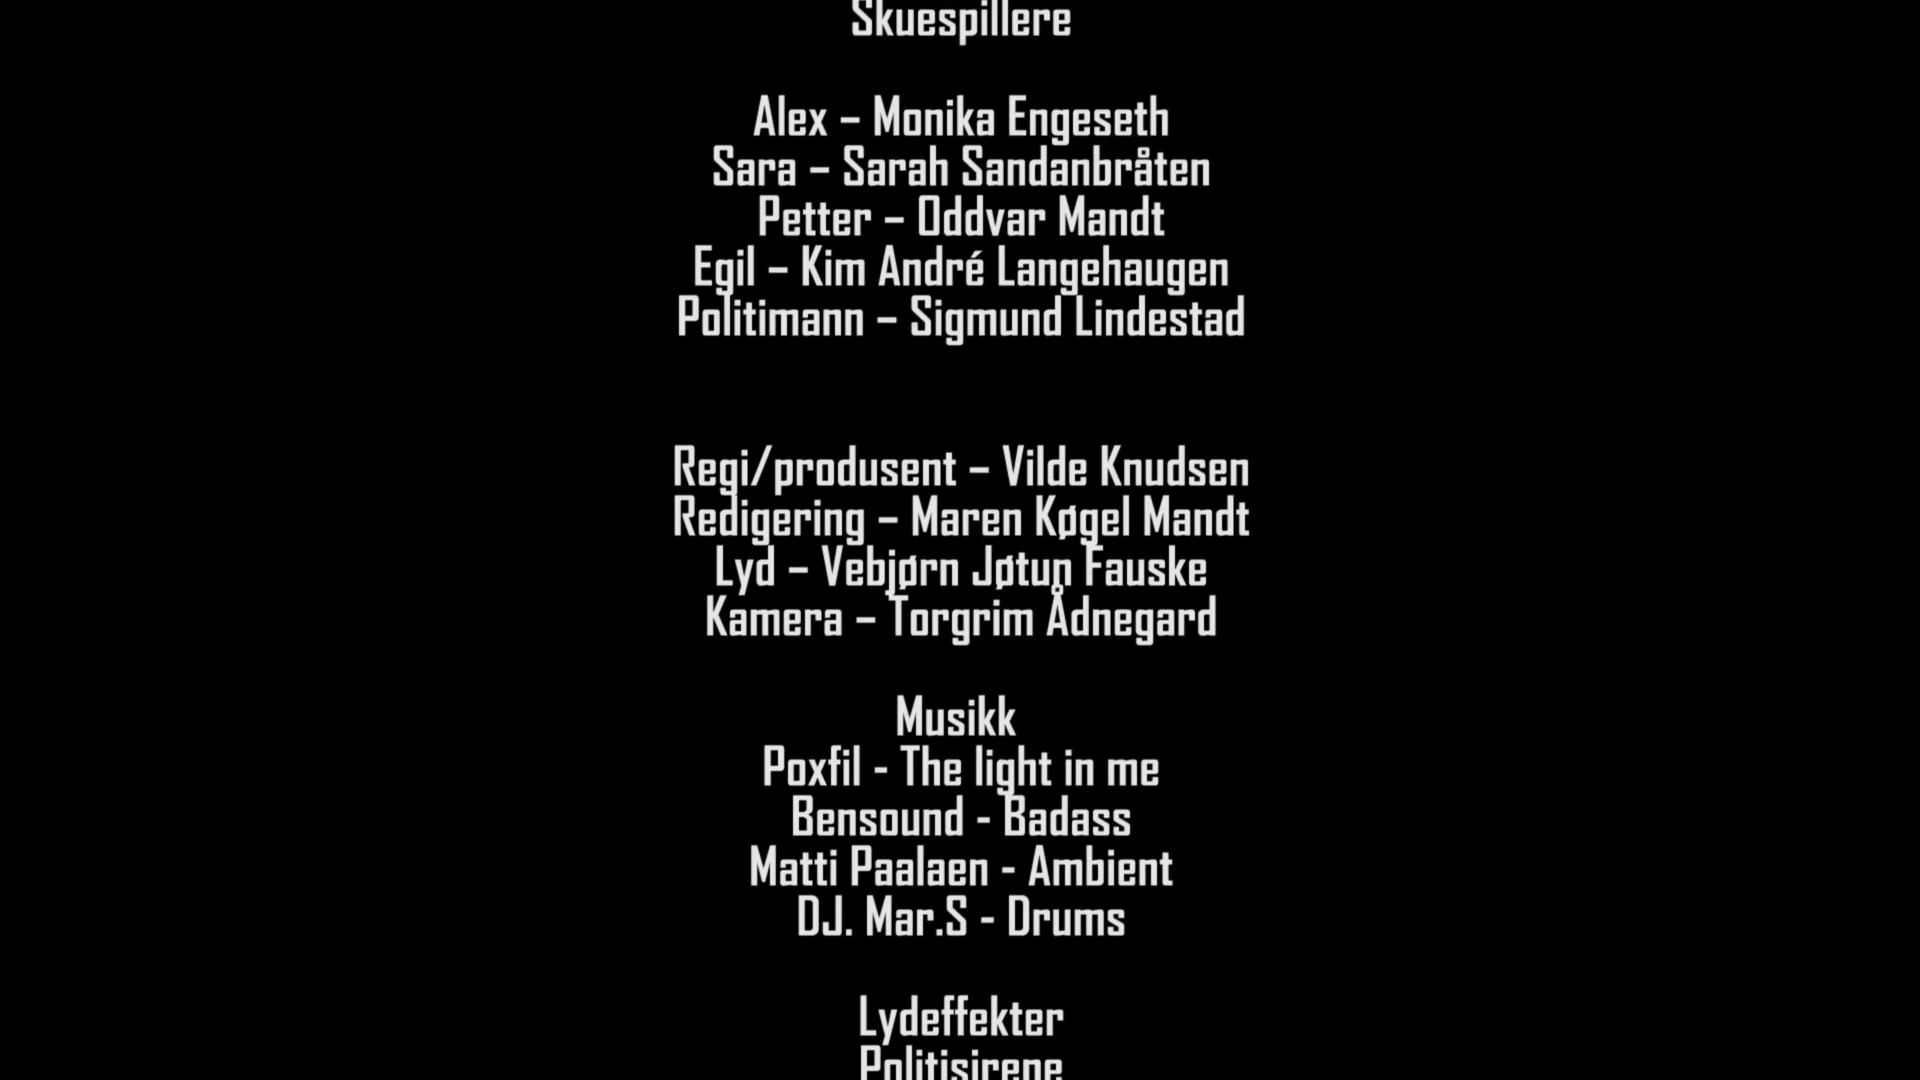 Skuespillere
Alex – Monika Engeseth
Sara – Sarah Sandanbråten
Petter – Oddvar Mandt
Egil – Kim André Langehaugen
Politimann – Sigmund Lindestad
Regi/produsent – Vilde Knudsen
Redigering – Maren Køgel Mandt
Lyd – Vebjørn Jøtun Fauske
Kamera – Torgrim Ådnegard
Musikk
Poxfil - The light in me
Bensound - Badass
Matti Paalaen - Ambient
DJ. Mar.S - Drums
Lydeffekter
Politisirene